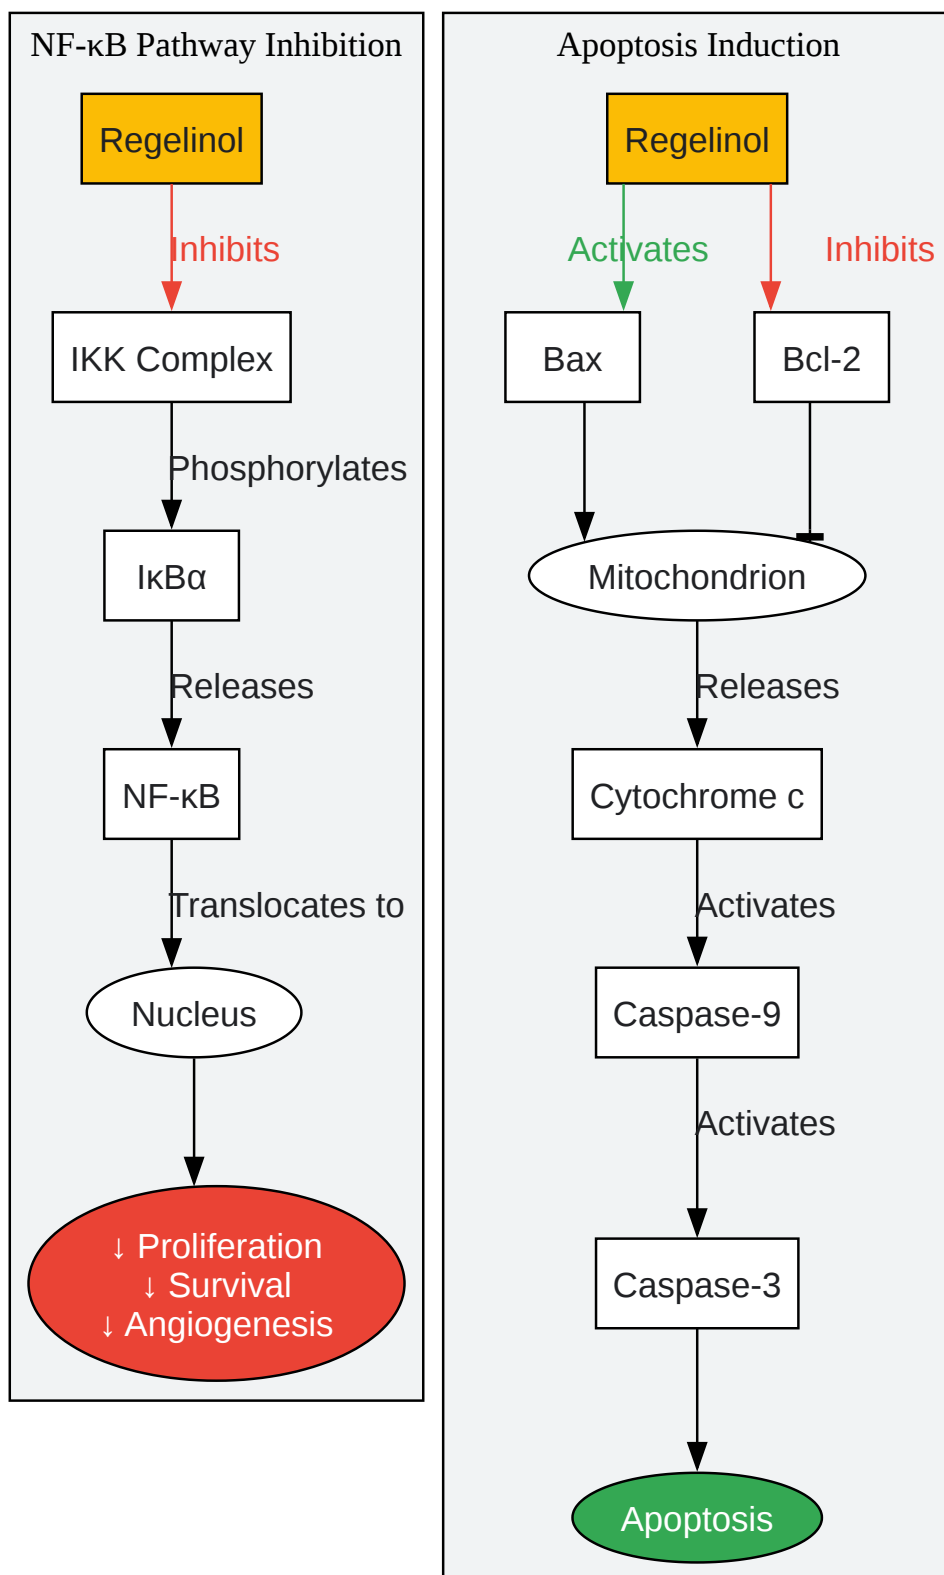 NF-κB Pathway Inhibition
Regelinol
Inhibits
IKK Complex
Phosphorylates
IκBα
Releases
NF-κB
Translocates to
Nucleus
↓ Proliferation
↓ Survival
↓ Angiogenesis
Apoptosis Induction
Regelinol
Activates
Inhibits
Bax
Bcl-2
Mitochondrion
Releases
Cytochrome c
Activates
Caspase-9
Activates
Caspase-3
Apoptosis